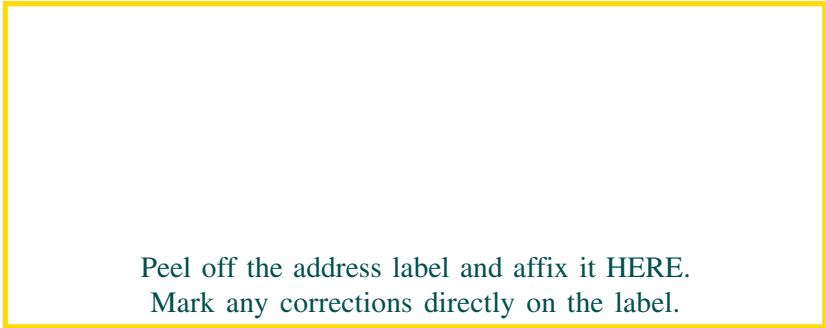 Peel off the address label and affix it HERE.
Mark any corrections directly on the label.